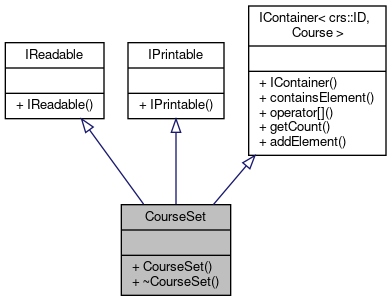 IReadable
+ IReadable()
IPrintable
+ IPrintable()
IContainer< crs::ID,
Course >
+ IContainer()
+ containsElement()
+ operator[]()
+ getCount()
+ addElement()
CourseSet
+ CourseSet()
+ ~CourseSet()